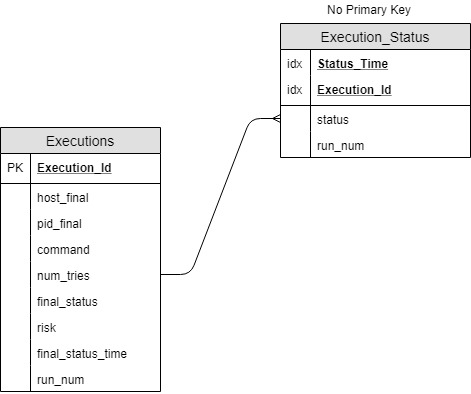 No Primary Key
Execution_Status
idx Status_Time
idx Execution_Id
status
run_num
Executions
PK Execution_Id
host_final
pid_final
command
num_tries
final_status
risk
final_status_time
run_num